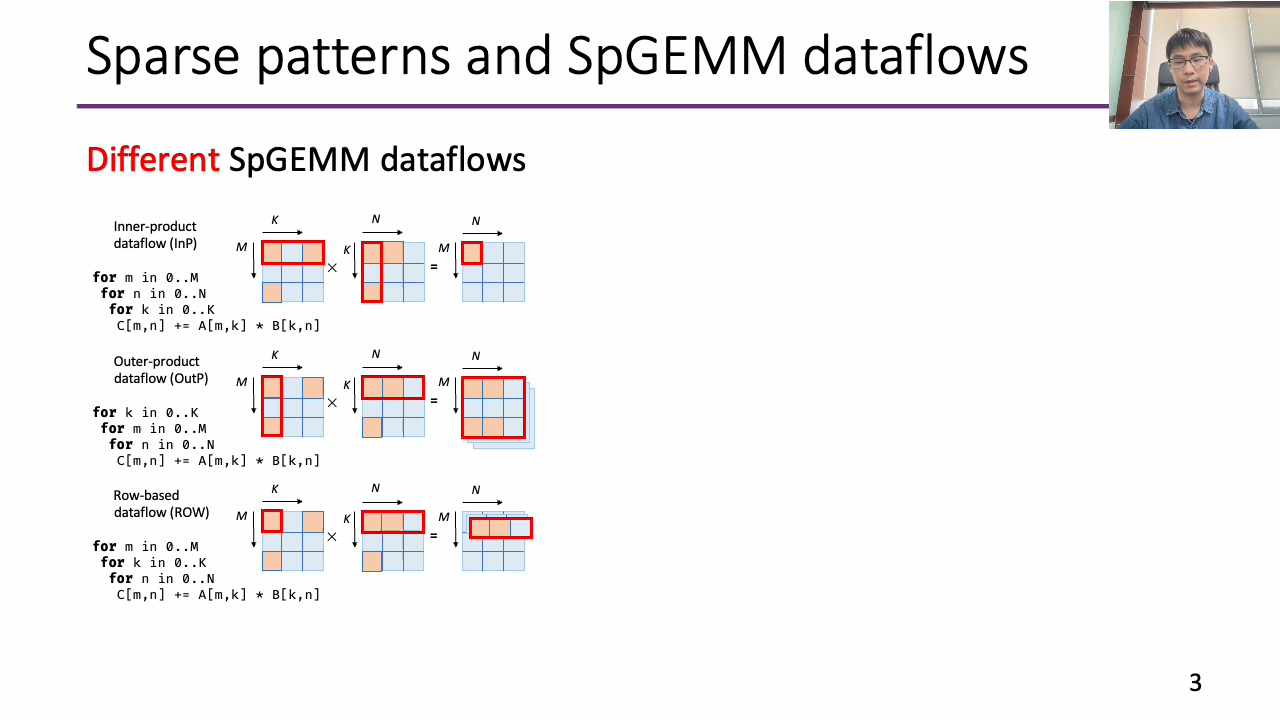 Sparse patterns and SpGEMM dataflows
Different SpGEMM dataflows
Inner-product
dataflow (InP)
for m in 0..M
for n in 0..N
for k in 0..K
C[m,n] += A[m,k] * B[k,n]
K
M
×
N
K
=
N
M
Outer-product
dataflow (OutP)
for k in 0..K
for m in 0..M
for n in 0..N
C[m,n] += A[m,k] * B[k,n]
K
M
×
N
K
=
N
M
Row-based
dataflow (ROW)
for m in 0..M
for k in 0..K
for n in 0..N
C[m,n] += A[m,k] * B[k,n]
K
M
×
N
K
=
N
M
3